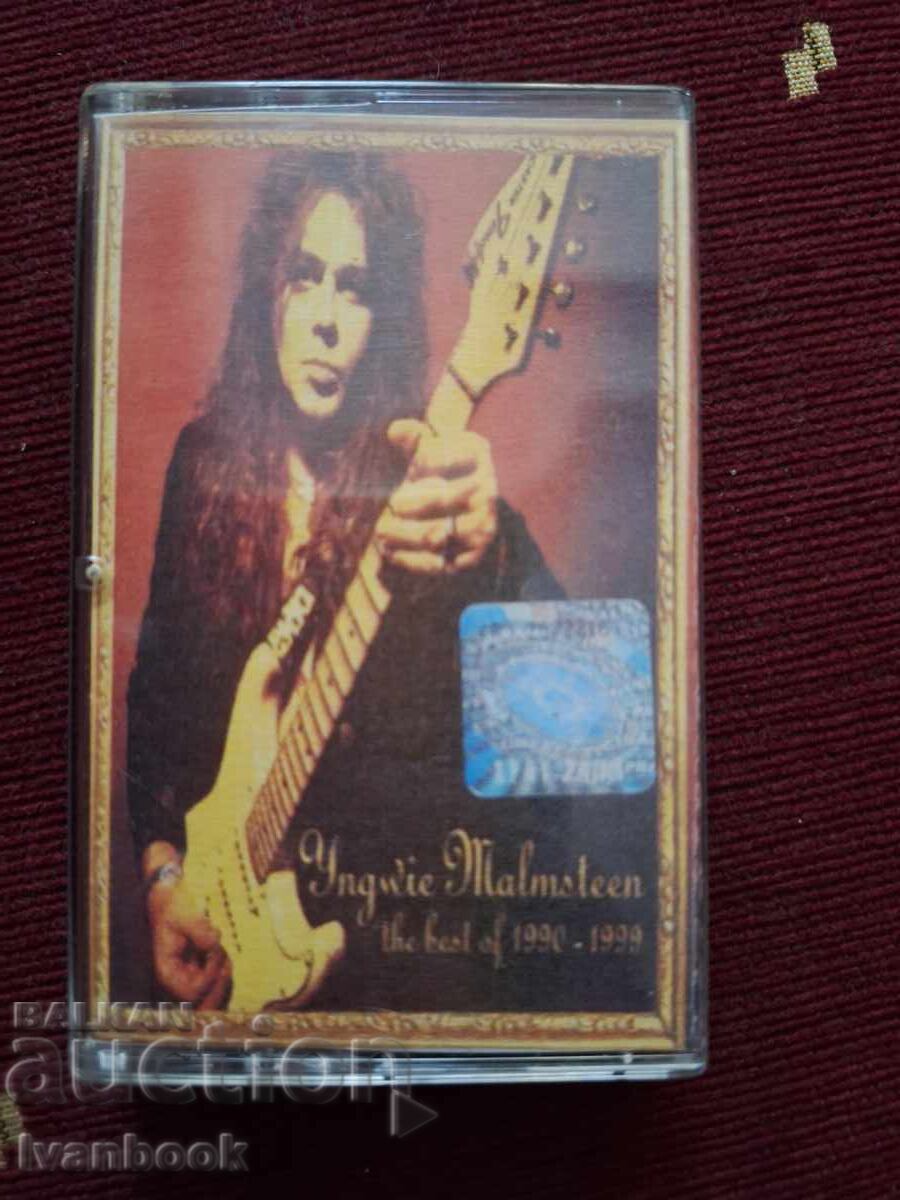 Yngwie Malmsteen
the best of 1990 - 1999
BALKAN
auction
Ivanbook